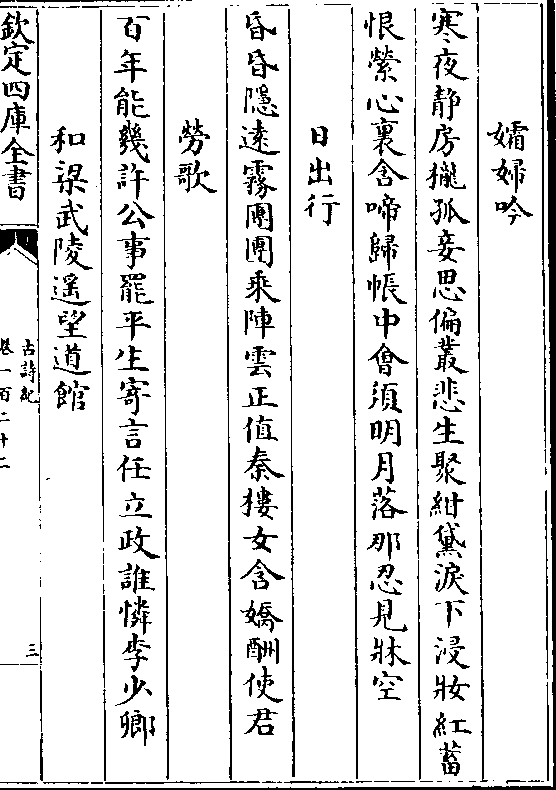 孀婦吟
寒夜静房櫳孤妾思偏叢悲生聚紺黛淚下浸妝紅蓄
恨縈心裏含啼歸帳中㑹須明月落那忍見牀空
日出行
昏昏隱逺霧團團乗陣雲正值秦樓女含嬌酬使君
勞歌
百年能幾許公事罷平生寄言任立政誰憐李少卿
和梁武陵遥望道館
欽定四庫全書
古詩紀
卷一百二十二
三